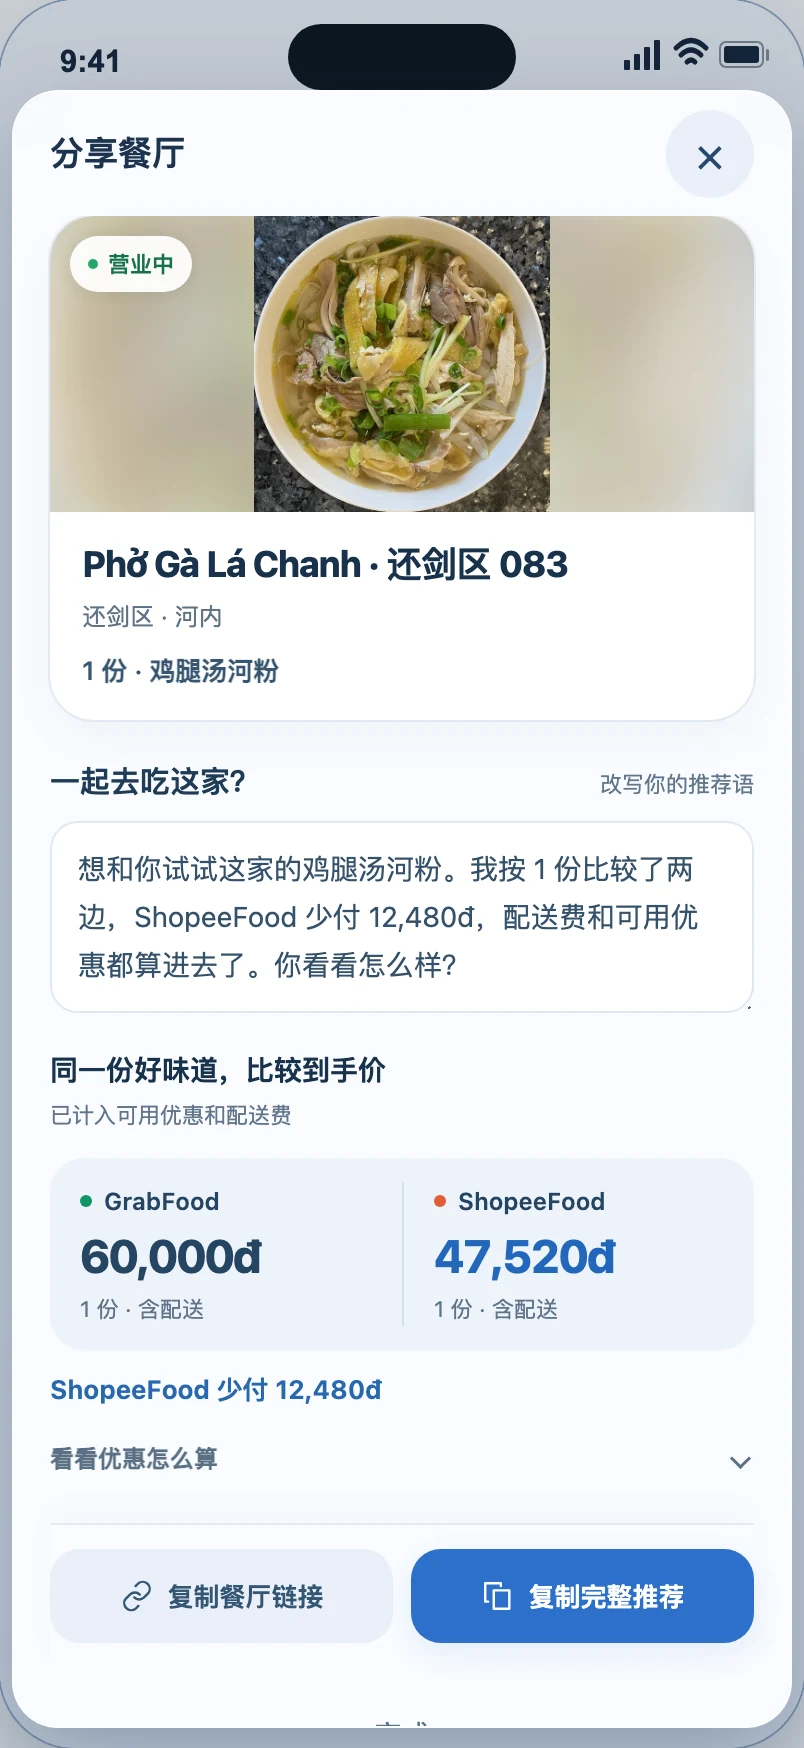 9:41
分享餐厅
营业中
Phở Gà Lá Chanh · 还剑区 083
还剑区 · 河内
1 份 · 鸡腿汤河粉
一起去吃这家?
改写你的推荐语
想和你试试这家的鸡腿汤河粉。我按 1 份比较了两
边，ShopeeFood 少付 12,480đ，配送费和可用优
惠都算进去了。你看看怎么样?
同一份好味道，比较到手价
已计入可用优惠和配送费
GrabFood
60,000đ
1 份 · 含配送
ShopeeFood
47,520đ
1 份 · 含配送
ShopeeFood 少付 12,480đ
看看优惠怎么算
复制餐厅链接
复制完整推荐